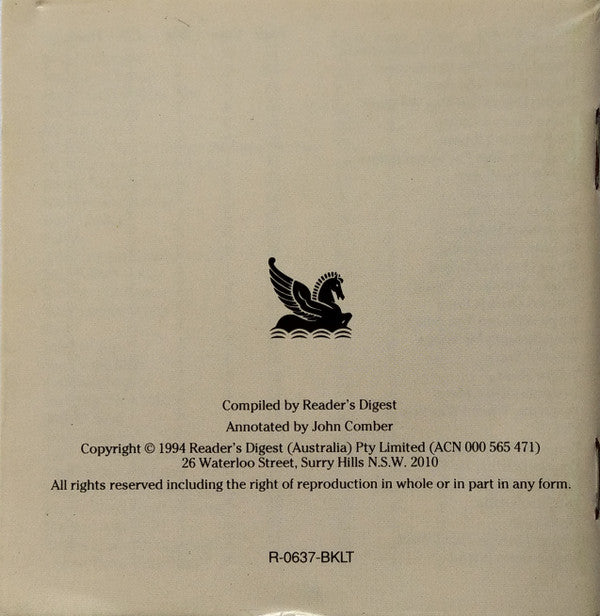 Compiled by Reader's Digest
Annotated by John Comber
Copyright © 1994 Reader's Digest (Australia) Pty Limited (ACN 000 565 471)
26 Waterloo Street, Surry Hills N.S.W. 2010
All rights reserved including the right of reproduction in whole or in part in any form.
R-0637-BKLT